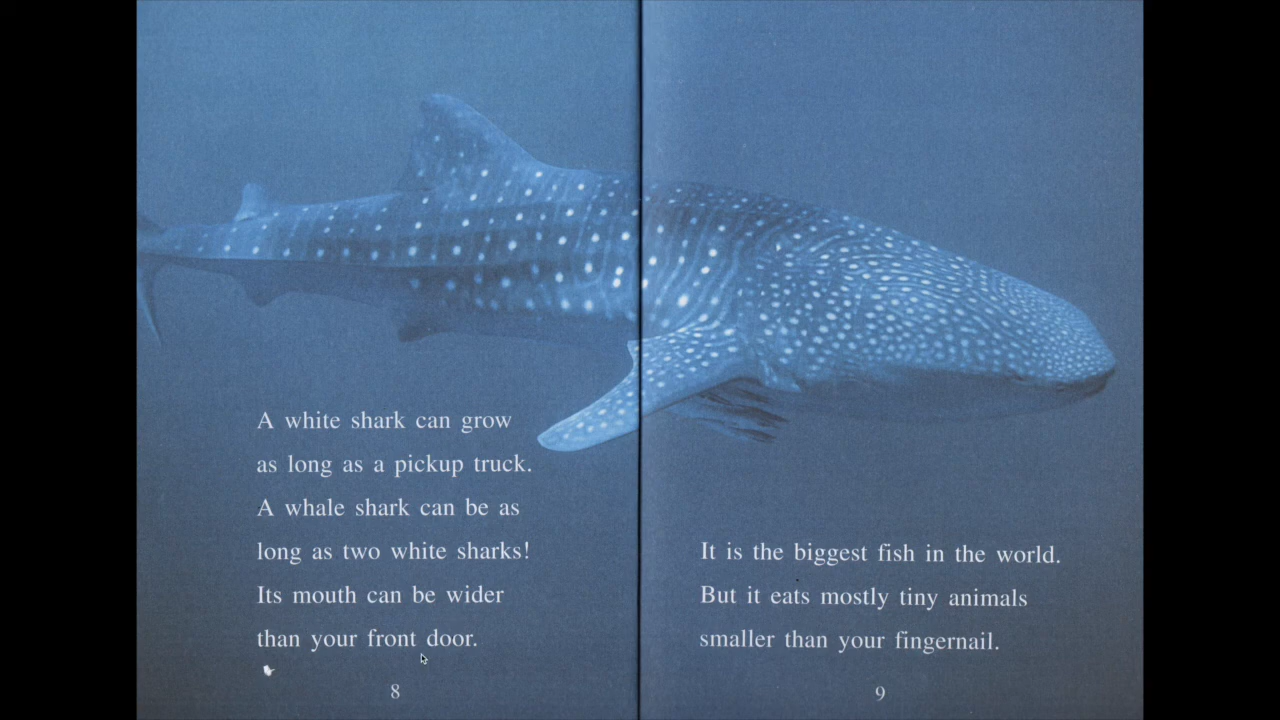 A white shark can grow
as long as a pickup truck.
A whale shark can be as
long as two white sharks!
Its mouth can be wider
than your front door.
8
It is the biggest fish in the world.
But it eats mostly tiny animals
smaller than your fingernail.
9